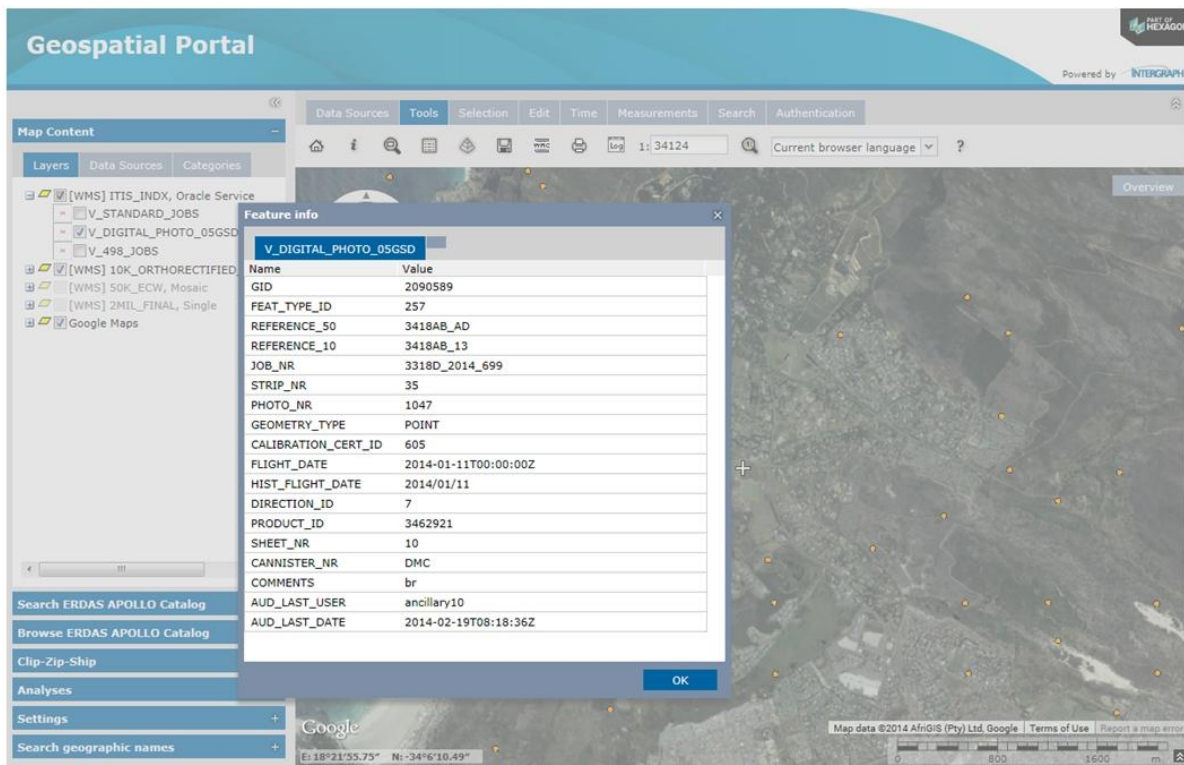 Geospatial Portal
PART OF
HEXAGON
Powered by INTERGRAPH
Map Content
Layers Data Sources Categories
[WMS] ITIS_INDX, Oracle Service
V_STANDARD_JOBS
V_DIGITAL_PHOTO_05GSD
V_498_JOBS
[WMS] 10K_ORTHORECTIFIED_
[WMS] 50K_ECW, Mosaic
[WMS] 2MIL_FINAL, Single
Google Maps
Search ERDAS APOLLO Catalog
Browse ERDAS APOLLO Catalog
Clip-Zip-Ship
Analyses
Settings
Search geographic names
Data Sources Tools Selection Edit Time Measurements Search Authentication
WMC Log 1: 34124 Current browser language ?
Overview
Feature info
V_DIGITAL_PHOTO_05GSD
Name Value
GID 2090589
FEAT_TYPE_ID 257
REFERENCE_50 3418AB_AD
REFERENCE_10 3418AB_13
JOB_NR 3318D_2014_699
STRIP_NR 35
PHOTO_NR 1047
GEOMETRY_TYPE POINT
CALIBRATION_CERT_ID 605
FLIGHT_DATE 2014-01-11T00:00:00Z
HIST_FLIGHT_DATE 2014/01/11
DIRECTION_ID 7
PRODUCT_ID 3462921
SHEET_NR 10
CANNISTER_NR DMC
COMMENTS br
AUD_LAST_USER ancillary10
AUD_LAST_DATE 2014-02-19T08:18:36Z
OK
Google
Map data ©2014 AfriGIS (Pty) Ltd, Google Terms of Use Report a map error
E: 18°21'55.75" N: -34°6'10.49"
0 800 1600 m